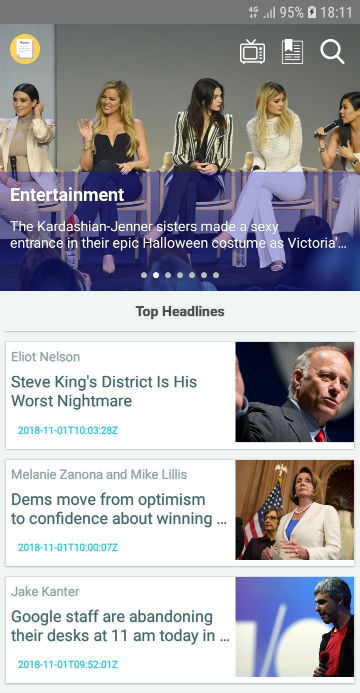 4G 95% 18:11
Entertainment
The Kardashian-Jenner sisters made a sexy
entrance in their epic Halloween costume as Victoria'...
Top Headlines
Eliot Nelson
Steve King's District Is His
Worst Nightmare
2018-11-01T10:03:28Z
Melanie Zanona and Mike Lillis
Dems move from optimism
to confidence about winning ...
2018-11-01T10:00:07Z
Jake Kanter
Google staff are abandoning
their desks at 11 am today in ...
2018-11-01T09:52:01Z